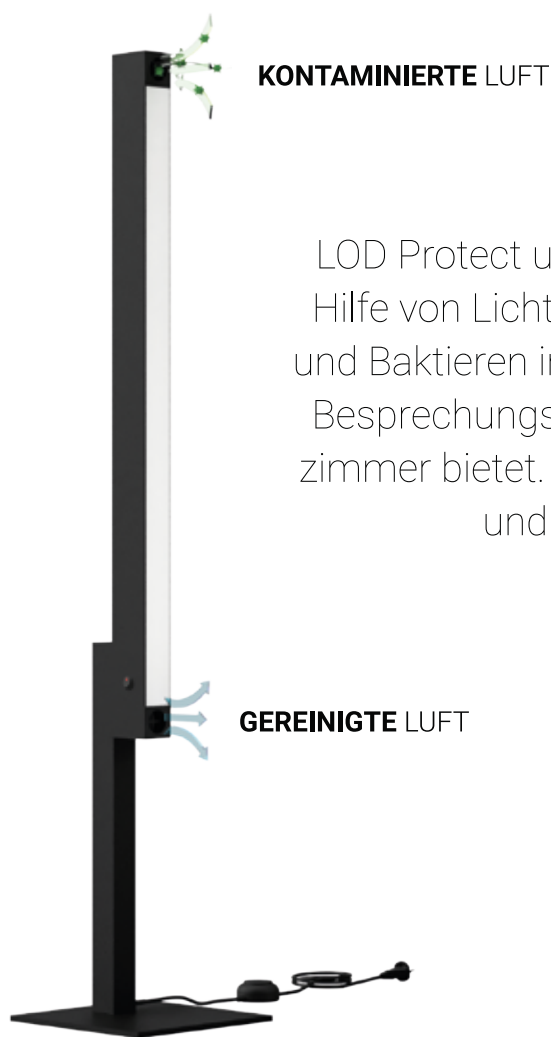 KONTAMINIERTE LUFT
LOD Protect u
Hilfe von Licht
und Baktieren i
Besprechungs
zimmer bietet.
und
GEREINIGTE LUFT